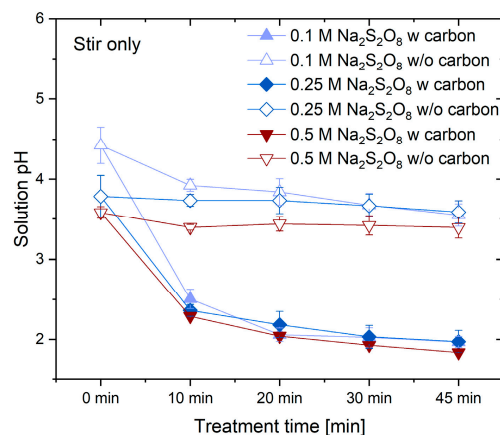 Stir only
0.1 M Na₂S₂O₈ w carbon
0.1 M Na₂S₂O₈ w/o carbon
0.25 M Na₂S₂O₈ w carbon
0.25 M Na₂S₂O₈ w/o carbon
0.5 M Na₂S₂O₈ w carbon
0.5 M Na₂S₂O₈ w/o carbon
Solution pH
6
5
4
3
2
1
0 min 10 min 20 min 30 min 45 min
Treatment time [min]